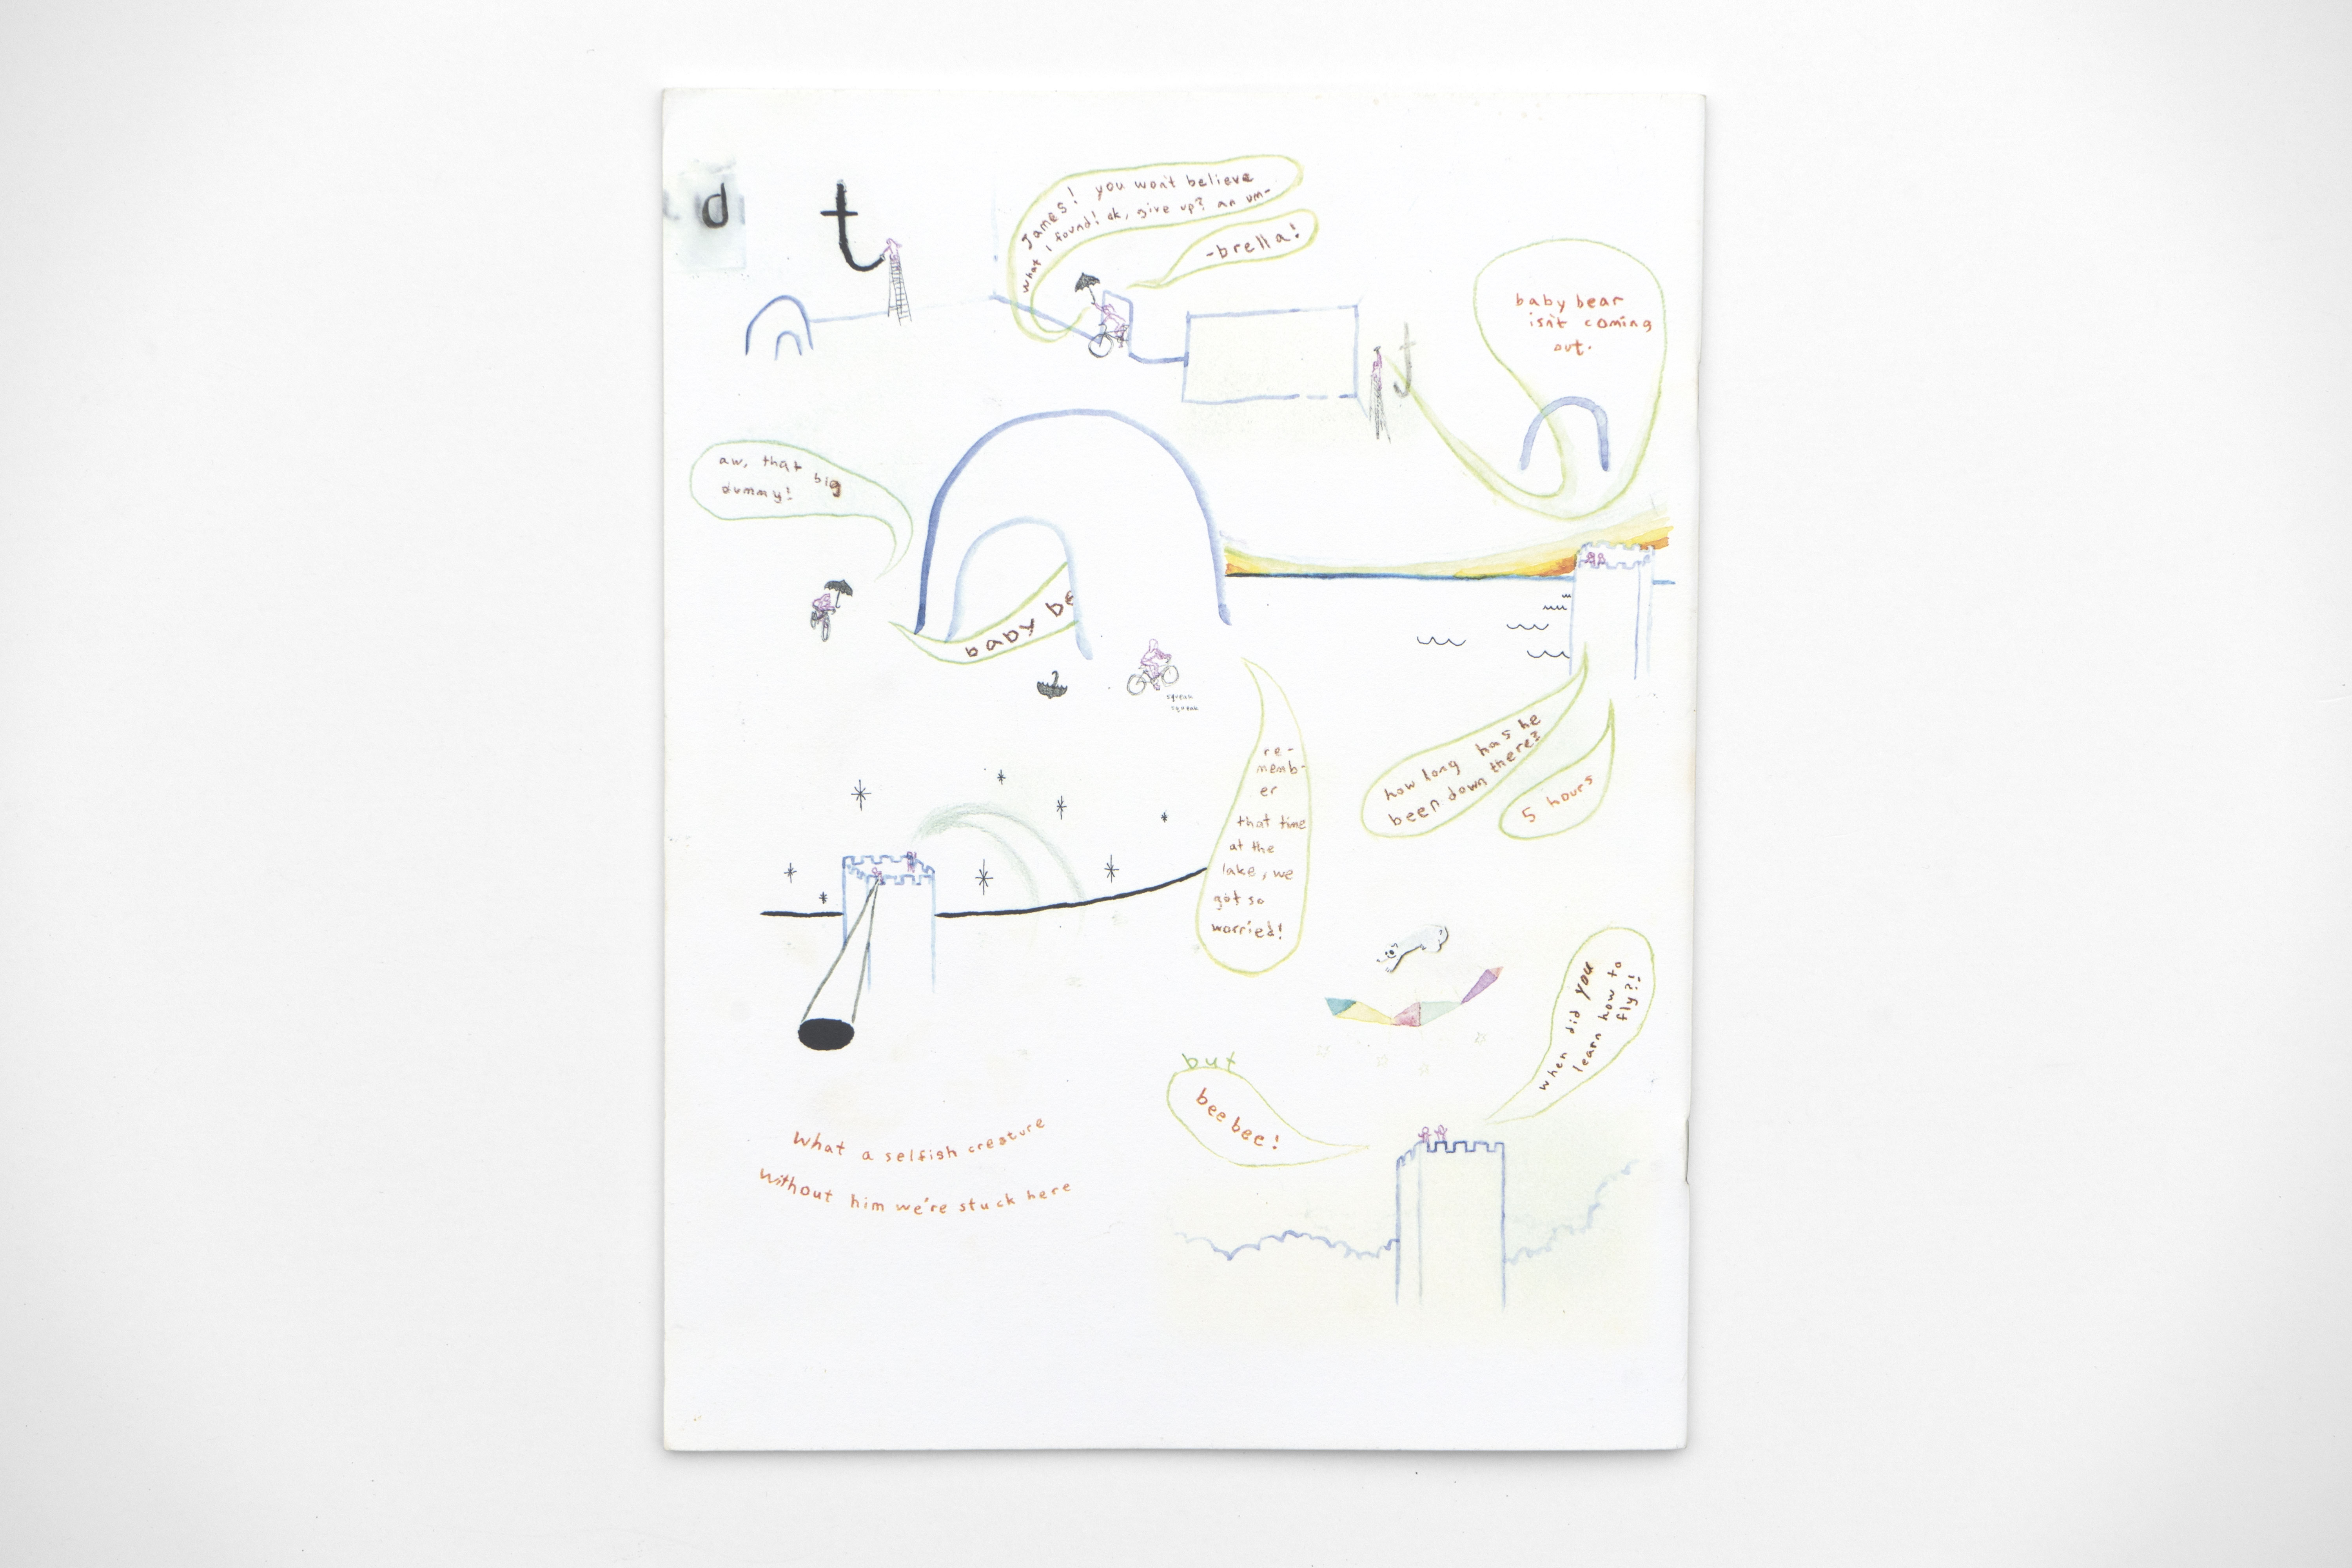 d
t
James! you won't believe
what i found! ok, give up? an um-
-brella!
t
baby bear
isn't coming
out.
aw, that big
dummy!
baby be
squeak
squeak
re-
memb-
er
that time
at the
lake, we
got so
worried!
how long has he
been down there?
5 hours
when did you
learn how to
fly?!
but
bee bee!
What a selfish creature
Without him we're stuck here